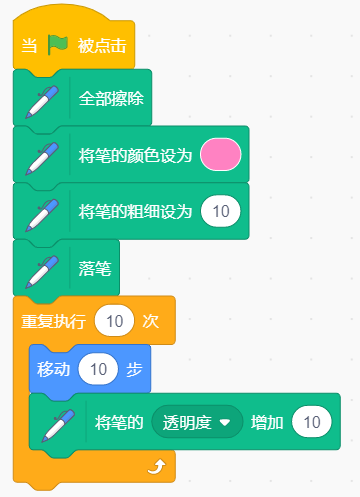 当 被点击
全部擦除
将笔的颜色设为
将笔的粗细设为 10
落笔
重复执行 10 次
移动 10 步
将笔的 透明度 增加 10